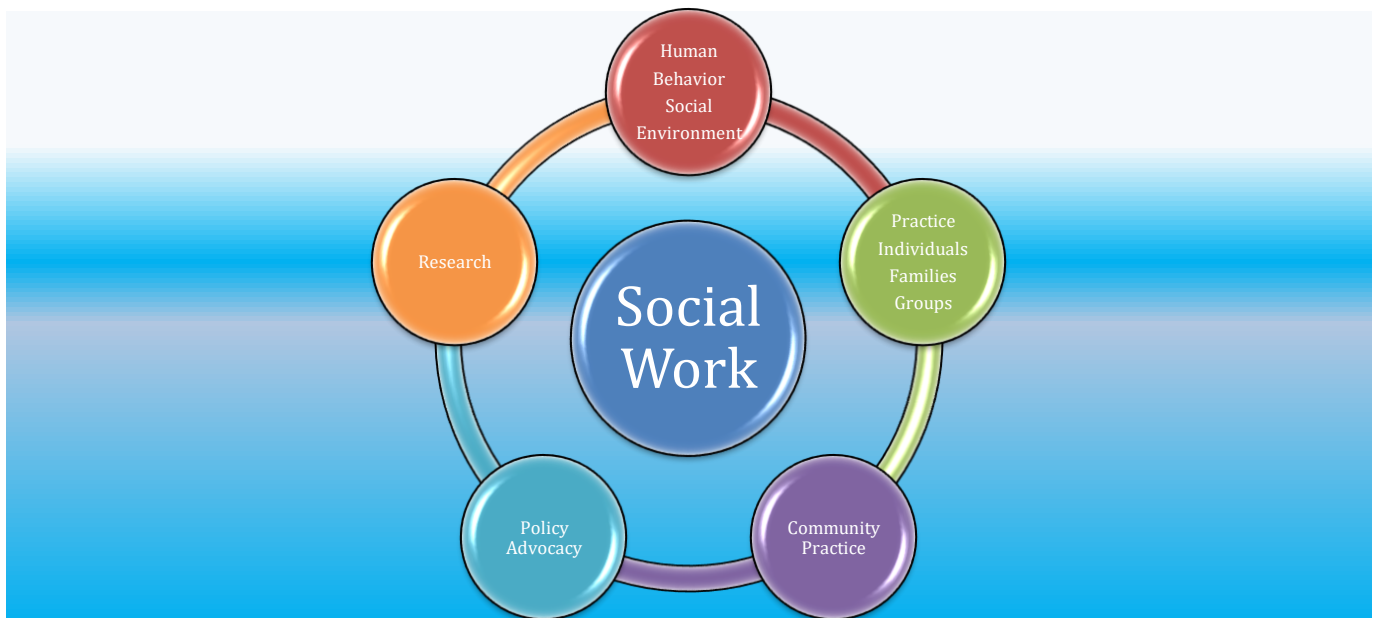 Human
Behavior
Social
Environment
Practice
Individuals
Families
Groups
Research
Social
Work
Policy
Advocacy
Community
Practice